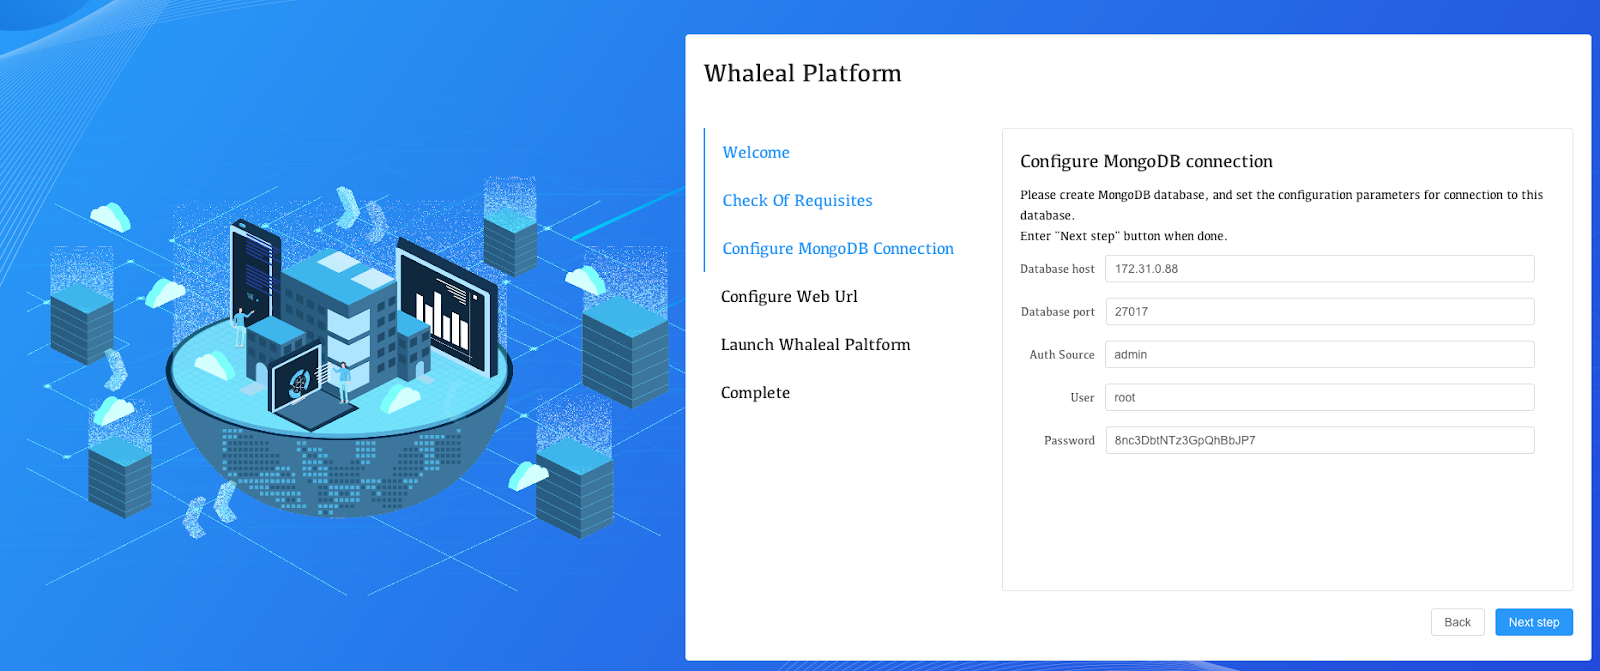 Whaleal Platform
Welcome
Check Of Requisites
Configure MongoDB Connection
Configure Web Url
Launch Whaleal Paltform
Complete
Configure MongoDB connection
Please create MongoDB database, and set the configuration parameters for connection to this
database.
Enter "Next step" button when done.
Database host 172.31.0.88
Database port 27017
Auth Source admin
User root
Password 8nc3DbtNTz3GpQhBbJP7
Back Next step